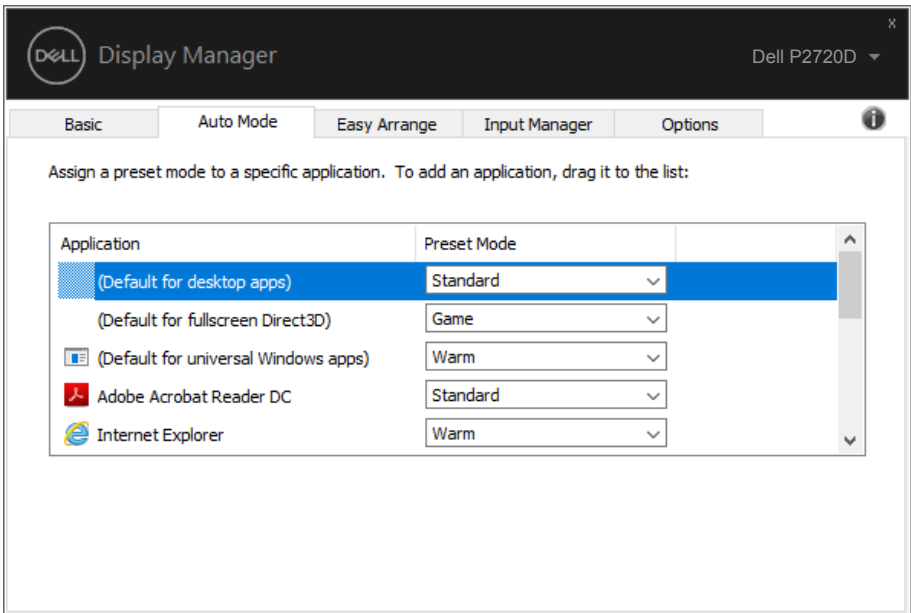 x
DELL Display Manager Dell P2720D
Basic Auto Mode Easy Arrange Input Manager Options
Assign a preset mode to a specific application. To add an application, drag it to the list:
Application Preset Mode
(Default for desktop apps) Standard
(Default for fullscreen Direct3D) Game
(Default for universal Windows apps) Warm
Adobe Acrobat Reader DC Standard
Internet Explorer Warm